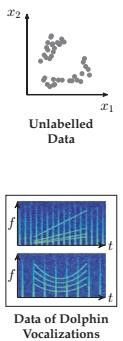 x₂
x₁
Unlabelled
Data
f
t
f
t
Data of Dolphin
Vocalizations